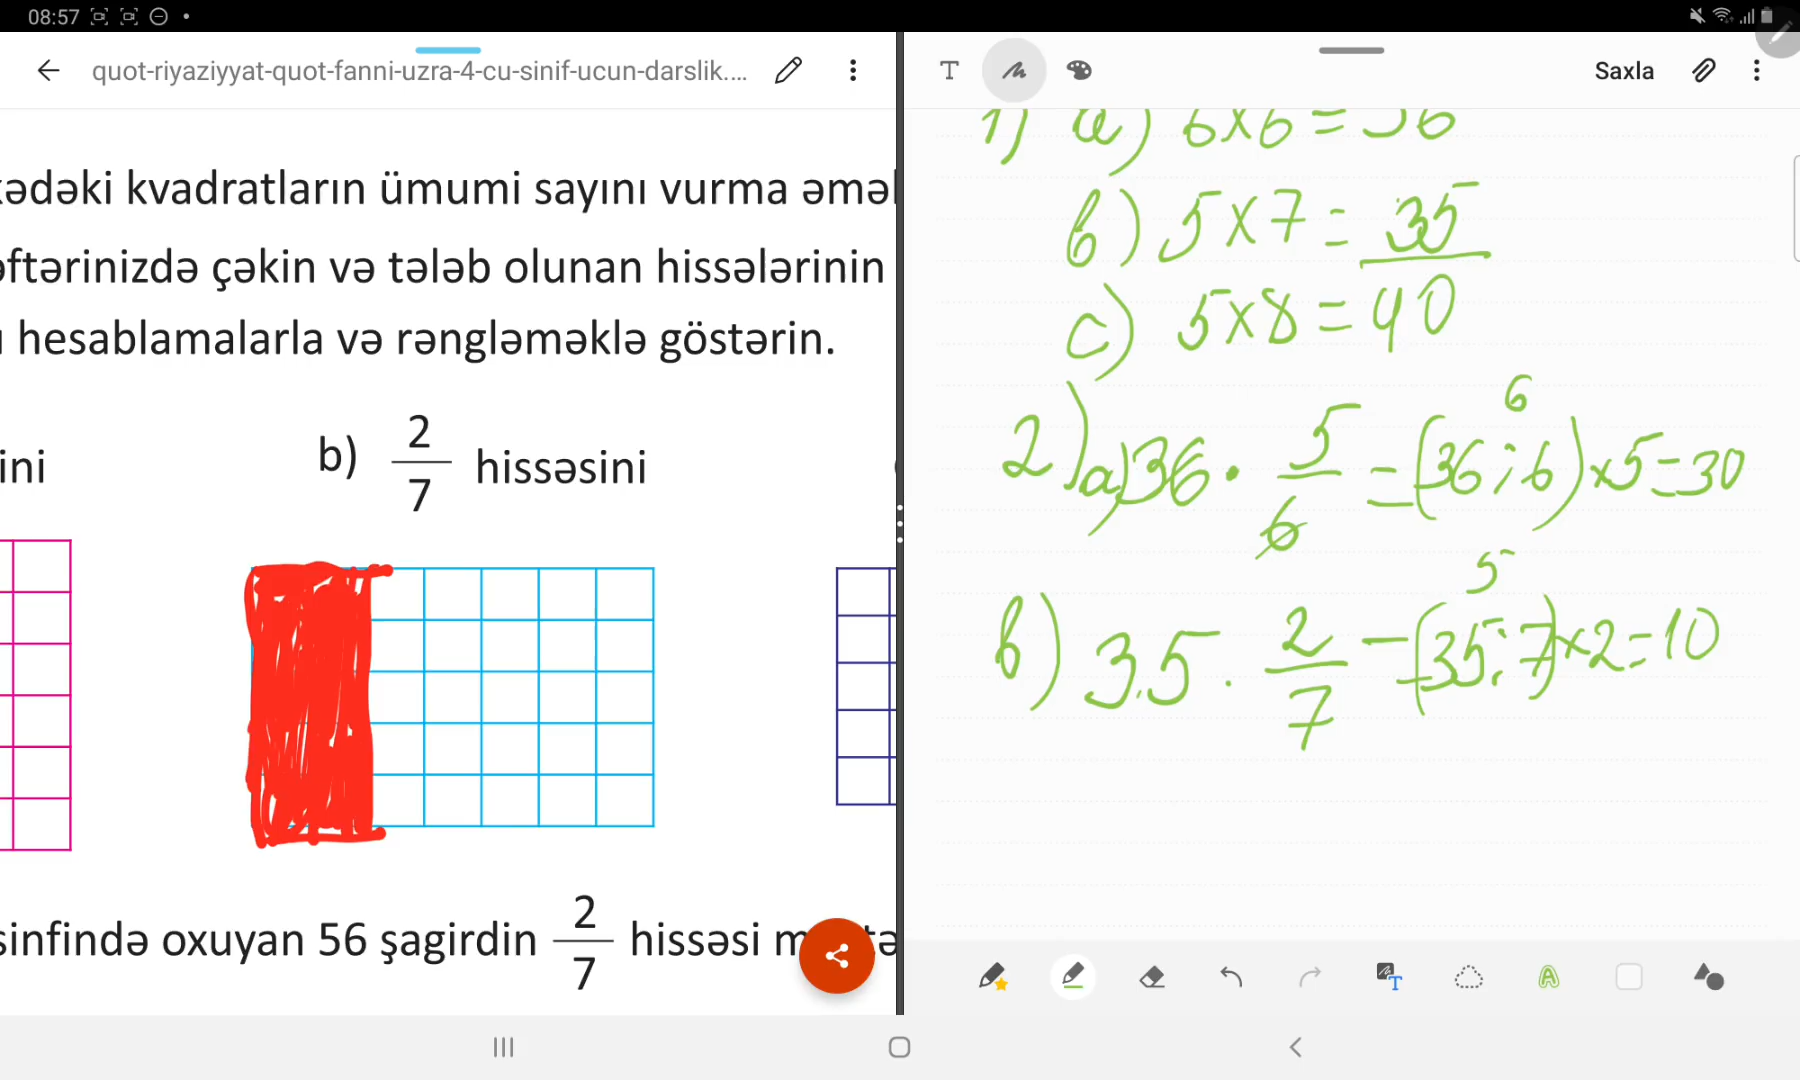 08:57
quot-riyaziyyat-quot-fanni-uzra-4-cu-sinif-ucun-darslik....
kədəki kvadratların ümumi sayını vurma əməl
əftərinizdə çəkin və tələb olunan hissələrinin
hesablamalarla və rəngləməklə göstərin.
ini
b) 2/7 hissəsini
sinfində oxuyan 56 şagirdin 2/7 hissəsi
T
Saxla
1) a) 6x6=36
b) 5x7=35
c) 5x8=40
6
2) a) 36 · 5/6 = (36:6)x5=30
5
b) 35 · 2/7 = (35:7)x2=10